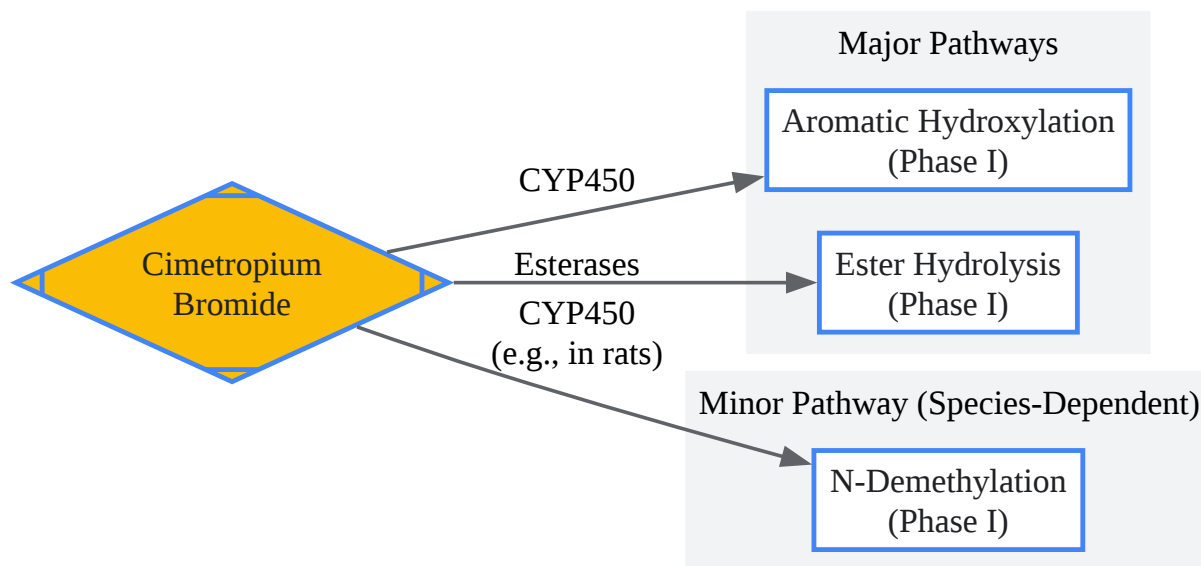 Major Pathways
Aromatic Hydroxylation
(Phase I)
CYP450
Cimetropium
Bromide
Esterases
Ester Hydrolysis
(Phase I)
CYP450
(e.g., in rats)
Minor Pathway (Species-Dependent)
N-Demethylation
(Phase I)